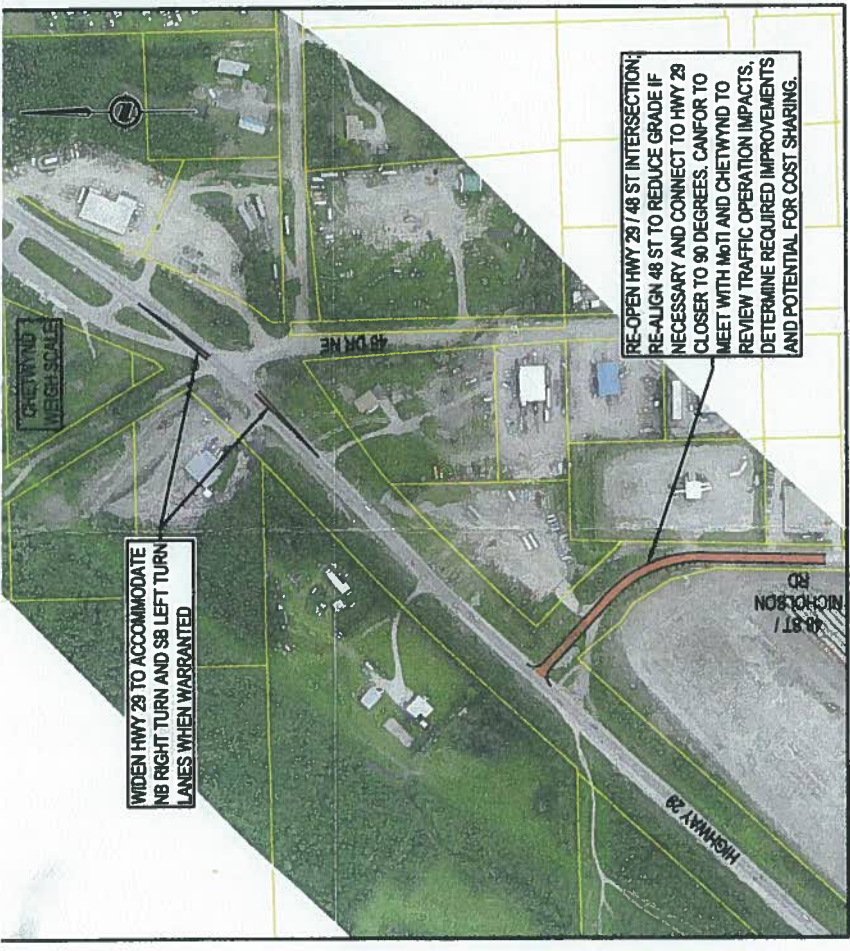 CHETWYND
WEIGH SCALE
RE-OPEN HWY 29 / 48 ST INTERSECTION;
RE-ALIGN 48 ST TO REDUCE GRADE IF
NECESSARY AND CONNECT TO HWY 29
CLOSER TO 90 DEGREES. CANFOR TO
MEET WITH MoTI AND CHETWYND TO
REVIEW TRAFFIC OPERATION IMPACTS,
DETERMINE REQUIRED IMPROVEMENTS
AND POTENTIAL FOR COST SHARING.
46 DR NE
WIDEN HWY 29 TO ACCOMMODATE
NB RIGHT TURN AND SB LEFT TURN
LANES WHEN WARRANTED
48 ST /
NICHOLSON
RD
HIGHWAY 29